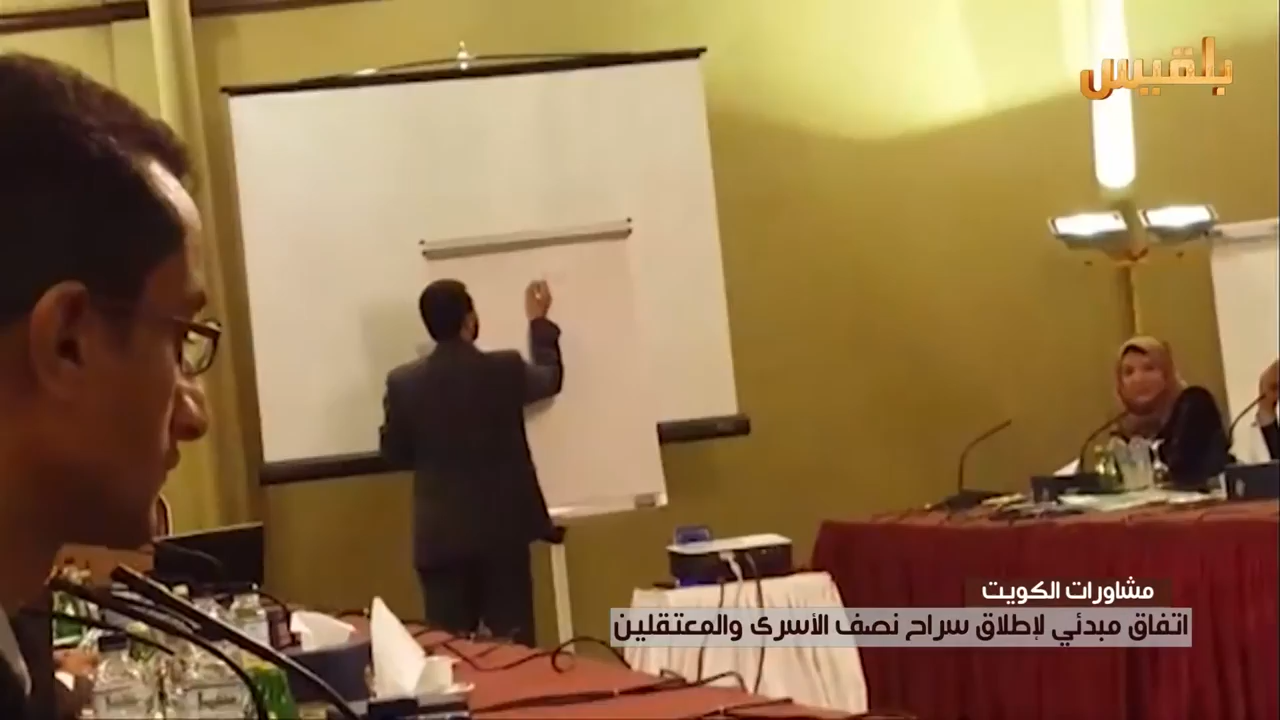 بلقيس
مشاورات الكويت
اتفاق مبدئي لإطلاق سراح نصف الأسرى والمعتقلين